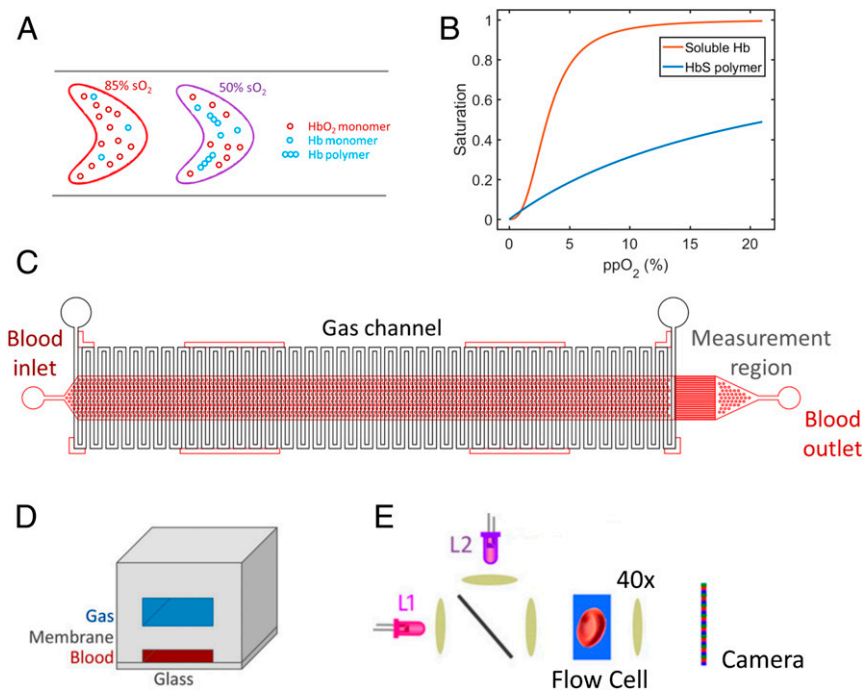 A
85% sO₂
50% sO₂
HbO₂ monomer
Hb monomer
Hb polymer
B
Soluble Hb
HbS polymer
Saturation
1
0.8
0.6
0.4
0.2
0
0 5 10 15 20
ppO₂ (%)
C
Blood
inlet
Gas channel
Measurement
region
Blood
outlet
D
Gas
Membrane
Blood
Glass
E
L2
L1
40x
Flow Cell
Camera